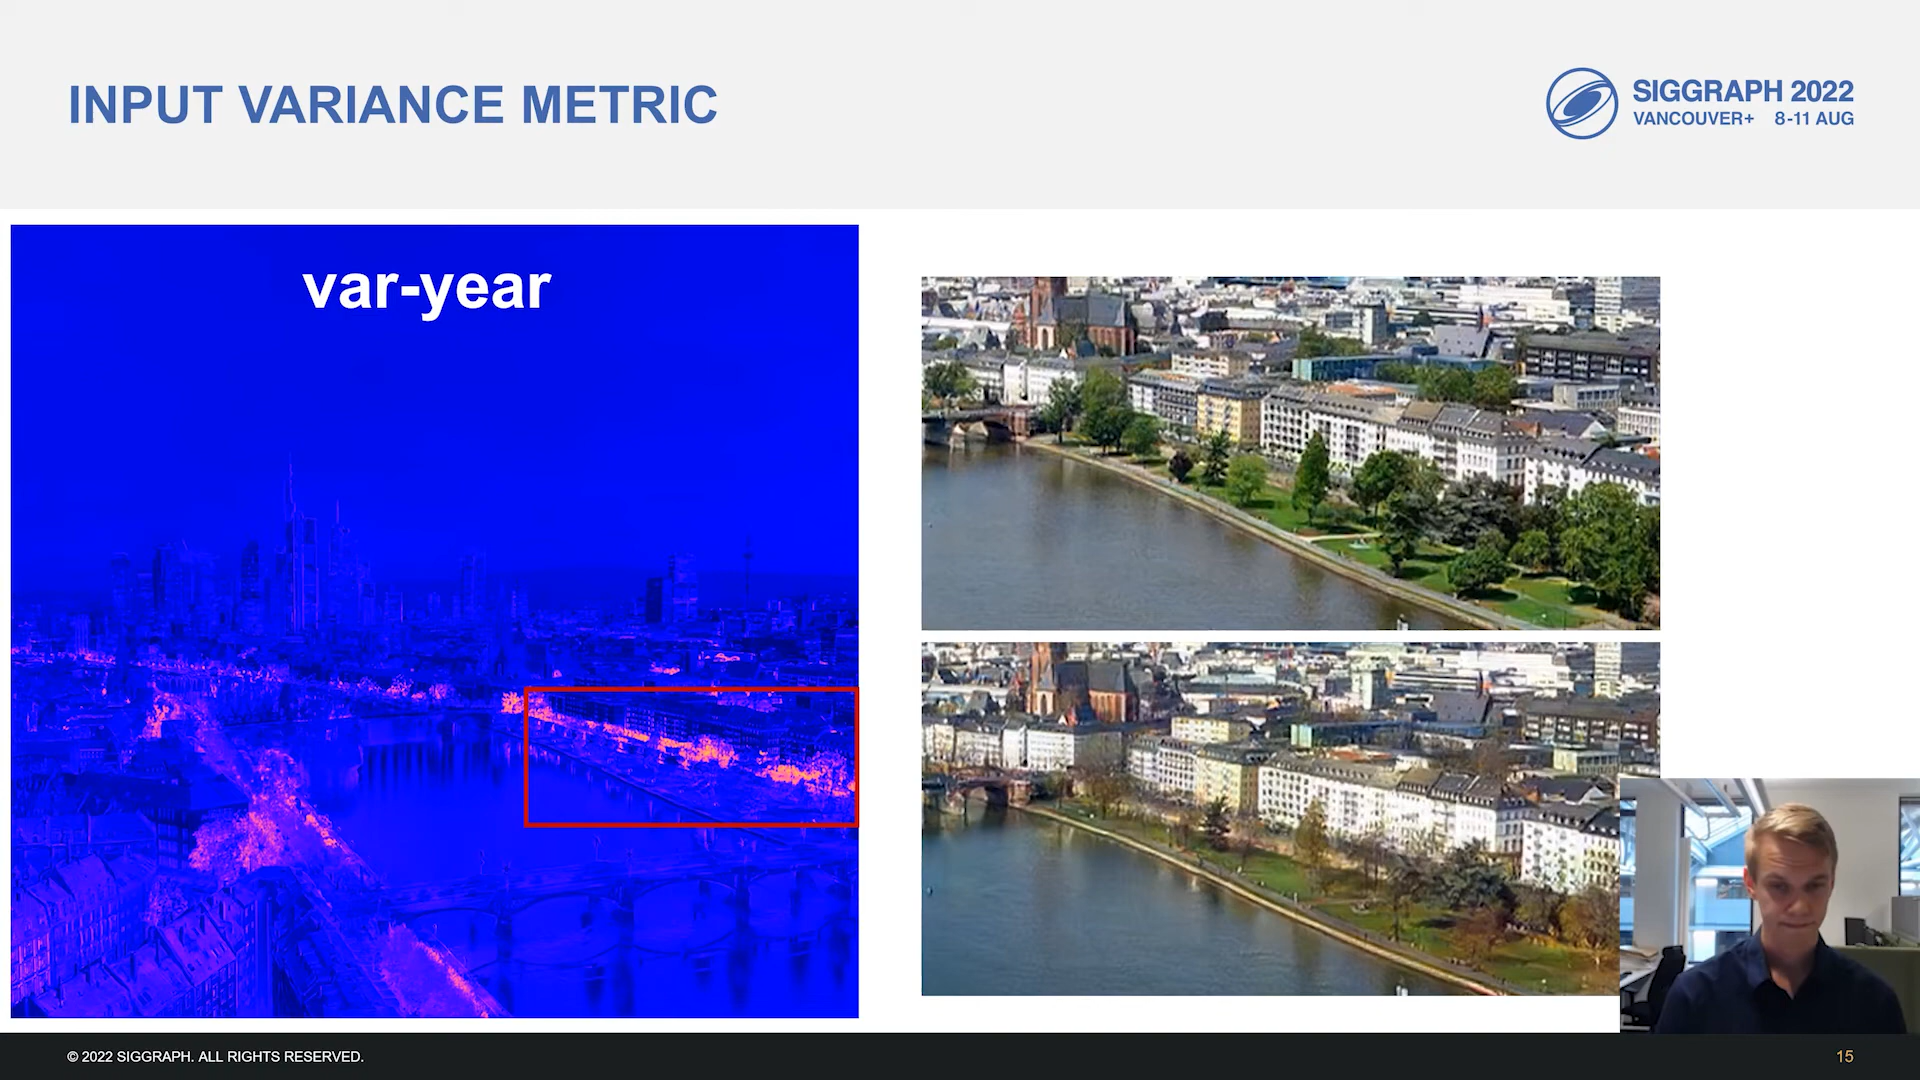 INPUT VARIANCE METRIC
SIGGRAPH 2022
VANCOUVER+ 8-11 AUG
var-year
© 2022 SIGGRAPH. ALL RIGHTS RESERVED.
15